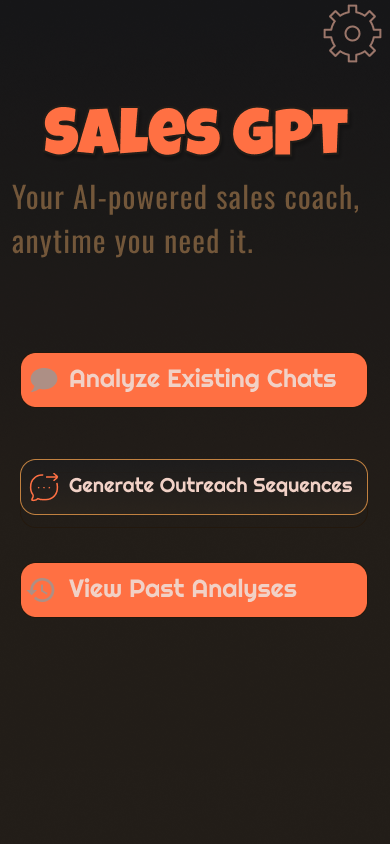 SALES GPT
Your AI-powered sales coach,
anytime you need it.
Analyze Existing Chats
Generate Outreach Sequences
View Past Analyses